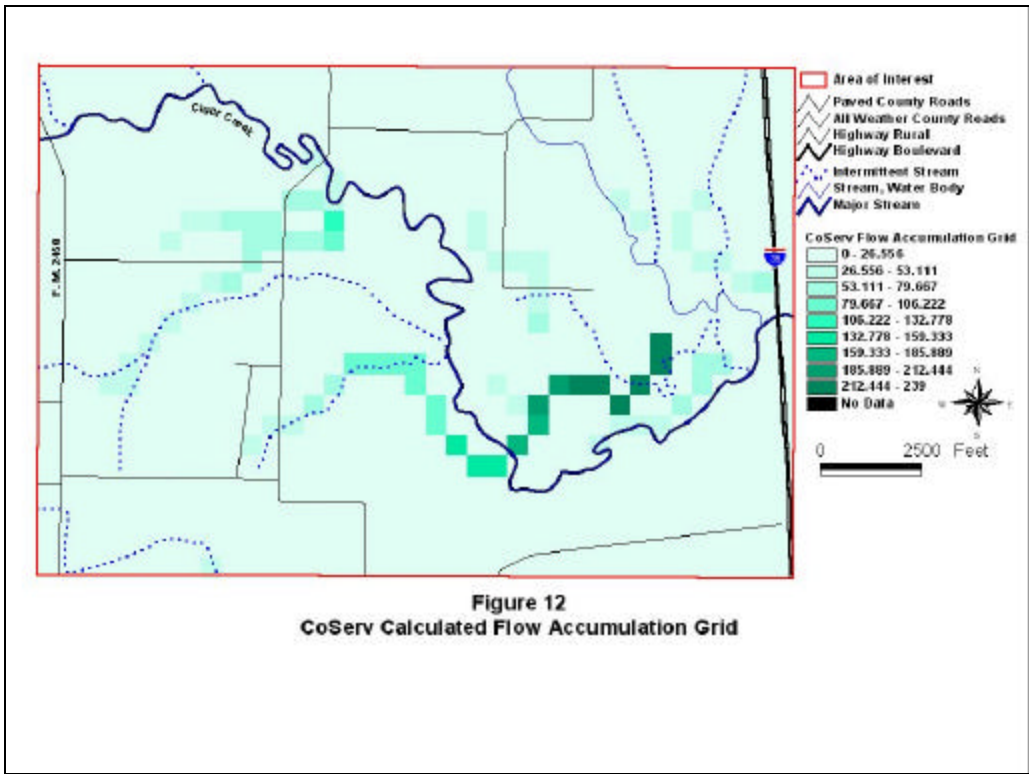 Clear Creek
F. M. 2450
Area of Interest
Paved County Roads
All Weather County Roads
Highway Rural
Highway Boulevard
Intermittent Stream
Stream, Water Body
Major Stream
CoServ Flow Accumulation Grid
0 - 26.556
26.556 - 53.111
53.111 - 79.667
79.667 - 106.222
106.222 - 132.778
132.778 - 159.333
159.333 - 185.889
185.889 - 212.444
212.444 - 239
No Data
N
W
E
S
0 2500 Feet
Figure 12
CoServ Calculated Flow Accumulation Grid